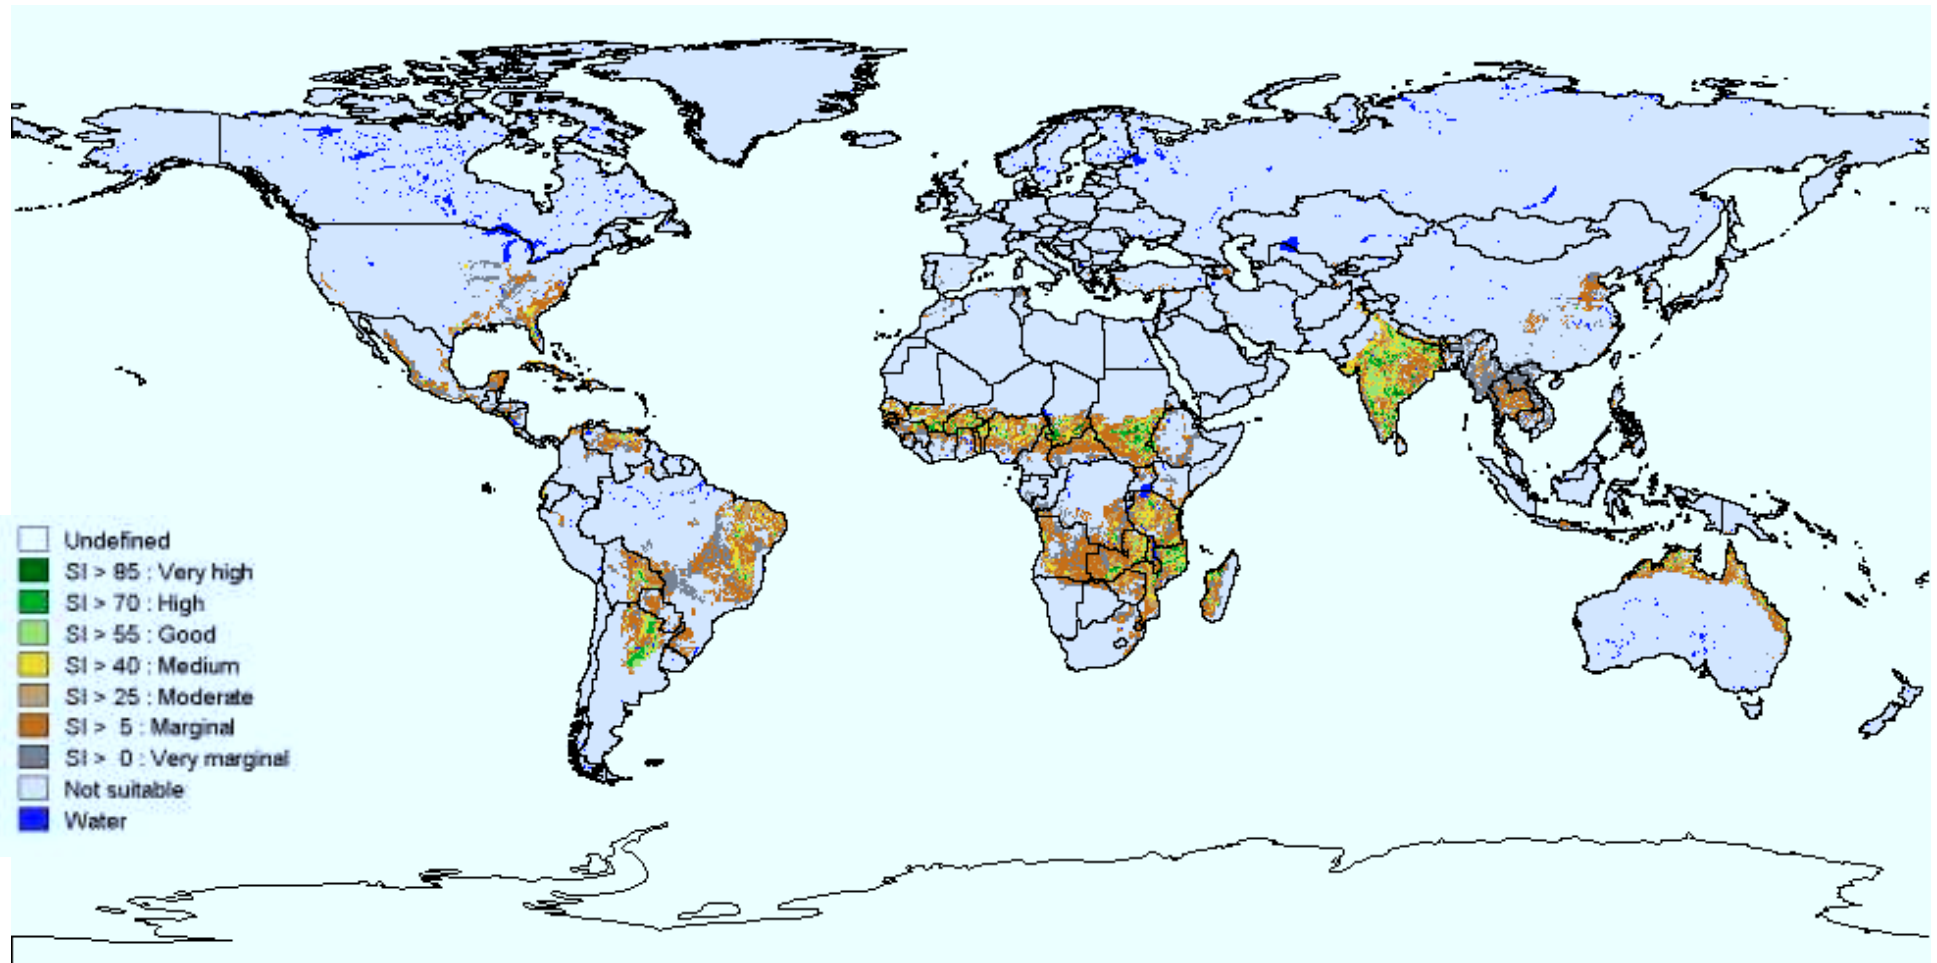 Undefined
SI > 85 : Very high
SI > 70 : High
SI > 55 : Good
SI > 40 : Medium
SI > 25 : Moderate
SI > 5 : Marginal
SI > 0 : Very marginal
Not suitable
Water